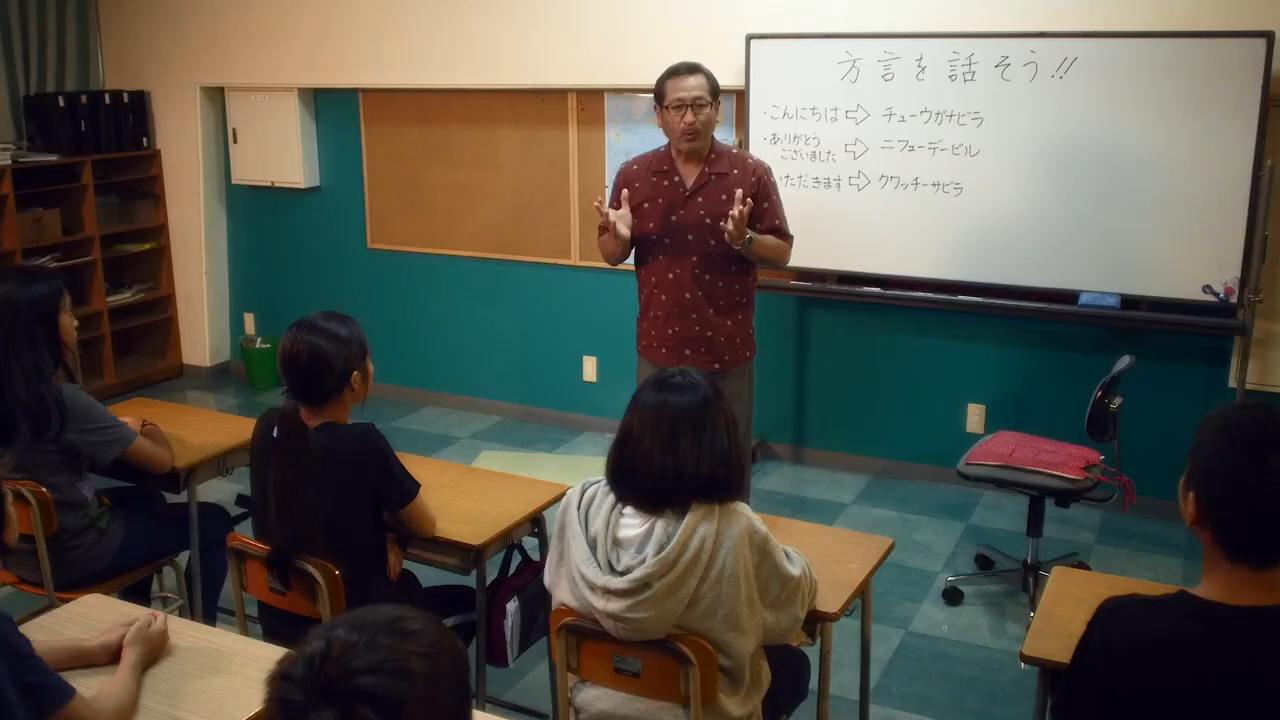 方言を話そう!!
・こんにちは ⇨ チューウガナビラ
・ありがとう
ございました ⇨ ニフェーデービル
いただきます ⇨ クワッチーサビラ